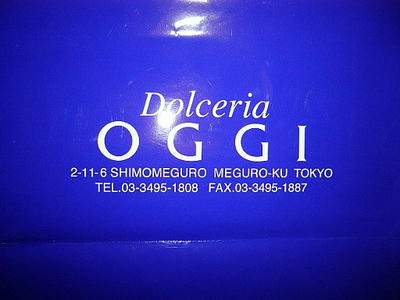 Dolceria
OGGI
2-11-6 SHIMOMEGURO MEGURO-KU TOKYO
TEL.03-3495-1808 FAX.03-3495-1887